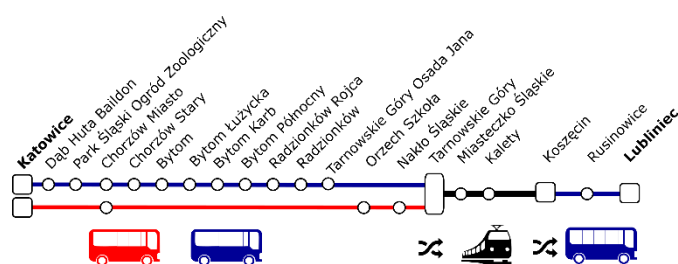 Katowice
Dąb Huta Baildon
Park Śląski Ogród Zoologiczny
Chorzów Miasto
Chorzów Stary
Bytom
Bytom Łużycka
Bytom Karb
Bytom Północny
Radzionków Rojca
Radzionków
Tarnowskie Góry Osada Jana
Orzech Szkoła
Nakło Śląskie
Tarnowskie Góry
Miasteczko Śląskie
Kalety
Koszęcin
Rusinowice
Lubliniec